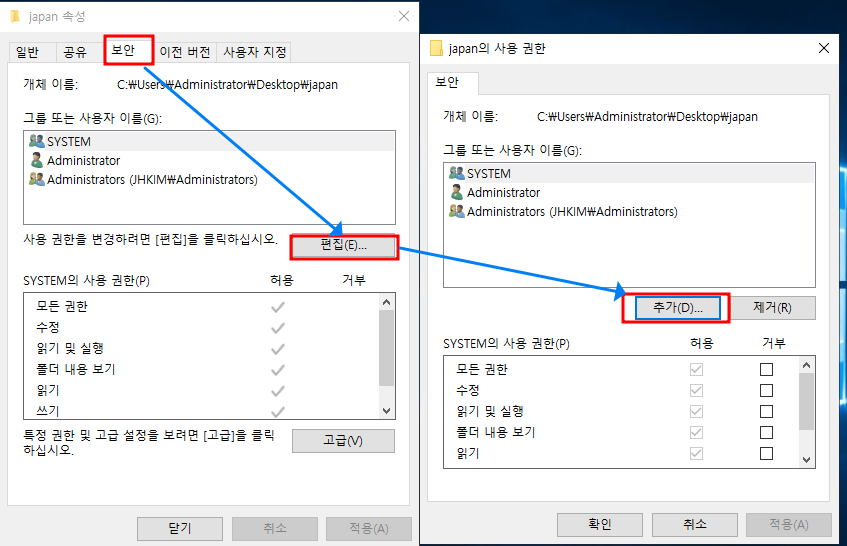 japan 속성
일반 공유 보안 이전 버전 사용자 지정
개체 이름: C:₩Users₩Administrator₩Desktop₩japan
그룹 또는 사용자 이름(G):
SYSTEM
Administrator
Administrators (JHKIM₩Administrators)
사용 권한을 변경하려면 [편집]을 클릭하십시오.
편집(E)...
SYSTEM의 사용 권한(P) 허용 거부
모든 권한
수정
읽기 및 실행
폴더 내용 보기
읽기
쓰기
특정 권한 및 고급 설정을 보려면 [고급]을 클릭
하십시오.
고급(V)
닫기 취소 적용(A)
japan의 사용 권한
보안
개체 이름: C:₩Users₩Administrator₩Desktop₩japan
그룹 또는 사용자 이름(G):
SYSTEM
Administrator
Administrators (JHKIM₩Administrators)
추가(D)... 제거(R)
SYSTEM의 사용 권한(P) 허용 거부
모든 권한
수정
읽기 및 실행
폴더 내용 보기
읽기
확인 취소 적용(A)